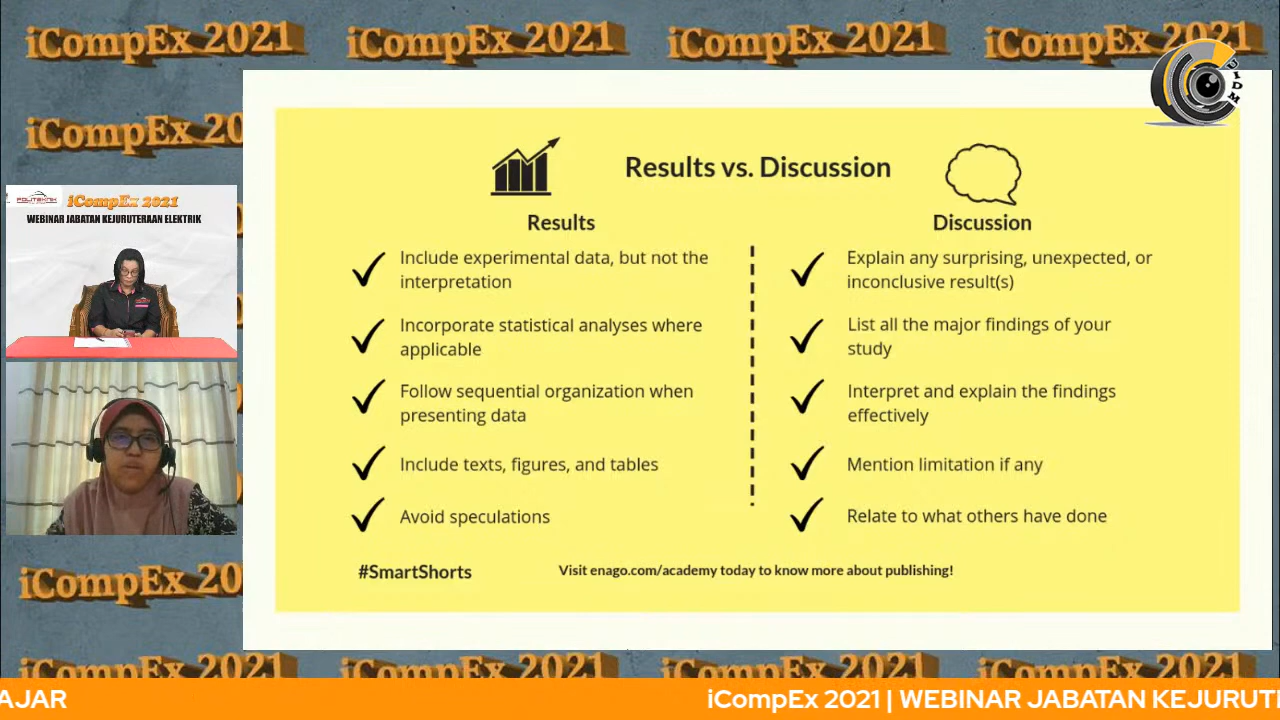 iCompEx 2021 iCompEx 2021 iCompEx 2021 iCompEx 2021
UIDM
iCompEx 20
POLITEKNIK
iCompEx 2021
WEBINAR JABATAN KEJURUTERAAN ELEKTRIK
Results vs. Discussion
Results
Include experimental data, but not the
interpretation
Incorporate statistical analyses where
applicable
Follow sequential organization when
presenting data
Include texts, figures, and tables
Avoid speculations
Discussion
Explain any surprising, unexpected, or
inconclusive result(s)
List all the major findings of your
study
Interpret and explain the findings
effectively
Mention limitation if any
Relate to what others have done
#SmartShorts
Visit enago.com/academy today to know more about publishing!
iCompEx 20
iCompEx 2021 iCompEx 2021 iCompEx 2021 iCompEx 2021
AJAR iCompEx 2021 | WEBINAR JABATAN KEJURUTE